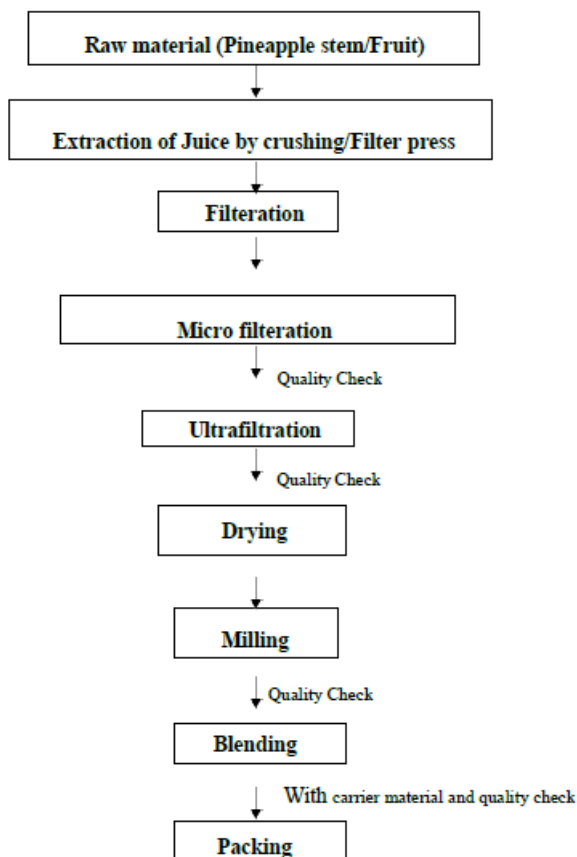 Raw material (Pineapple stem/Fruit)
Extraction of Juice by crushing/Filter press
Filteration
Micro filteration
Quality Check
Ultrafiltration
Quality Check
Drying
Milling
Quality Check
Blending
With carrier material and quality check
Packing